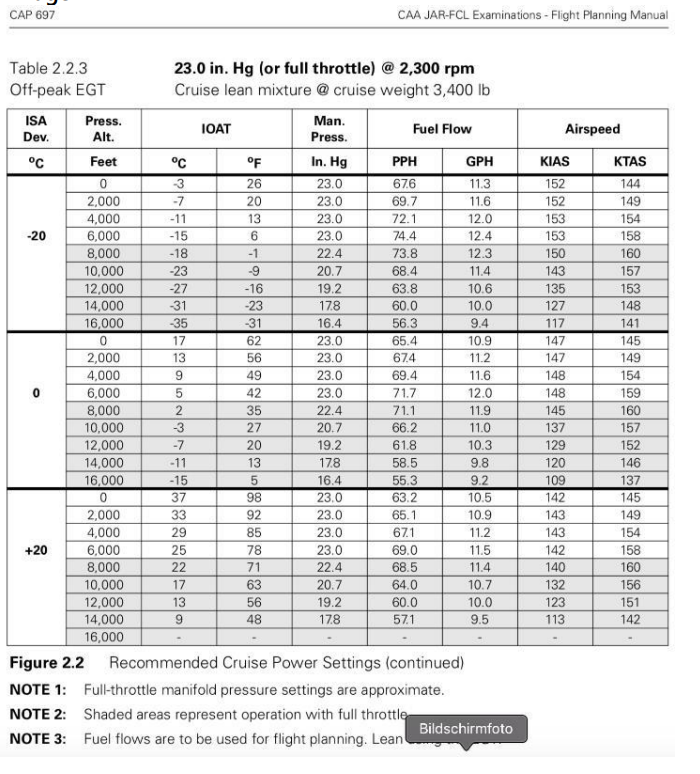 CAP 697 CAA JAR-FCL Examinations - Flight Planning Manual
Table 2.2.3 23.0 in. Hg (or full throttle) @ 2,300 rpm
Off-peak EGT Cruise lean mixture @ cruise weight 3,400 lb
ISA Dev. Press. Alt. IOAT Man. Press. Fuel Flow Airspeed
ºC Feet ºC ºF In. Hg PPH GPH KIAS KTAS
0 -3 26 23.0 67.6 11.3 152 144
2,000 -7 20 23.0 69.7 11.6 152 149
4,000 -11 13 23.0 72.1 12.0 153 154
-20 6,000 -15 6 23.0 74.4 12.4 153 158
8,000 -18 -1 22.4 73.8 12.3 150 160
10,000 -23 -9 20.7 68.4 11.4 143 157
12,000 -27 -16 19.2 63.8 10.6 135 153
14,000 -31 -23 17.8 60.0 10.0 127 148
16,000 -35 -31 16.4 56.3 9.4 117 141
0 17 62 23.0 65.4 10.9 147 145
2,000 13 56 23.0 67.4 11.2 147 149
4,000 9 49 23.0 69.4 11.6 148 154
0 6,000 5 42 23.0 71.7 12.0 148 159
8,000 2 35 22.4 71.1 11.9 145 160
10,000 -3 27 20.7 66.2 11.0 137 157
12,000 -7 20 19.2 61.8 10.3 129 152
14,000 -11 13 17.8 58.5 9.8 120 146
16,000 -15 5 16.4 55.3 9.2 109 137
0 37 98 23.0 63.2 10.5 142 145
2,000 33 92 23.0 65.1 10.9 143 149
4,000 29 85 23.0 67.1 11.2 143 154
+20 6,000 25 78 23.0 69.0 11.5 142 158
8,000 22 71 22.4 68.5 11.4 140 160
10,000 17 63 20.7 64.0 10.7 132 156
12,000 13 56 19.2 60.0 10.0 123 151
14,000 9 48 17.8 57.1 9.5 113 142
16,000 - - - - - - -
Figure 2.2 Recommended Cruise Power Settings (continued)
NOTE 1: Full-throttle manifold pressure settings are approximate.
NOTE 2: Shaded areas represent operation with full throttle
NOTE 3: Fuel flows are to be used for flight planning. Lean
Bildschirmfoto